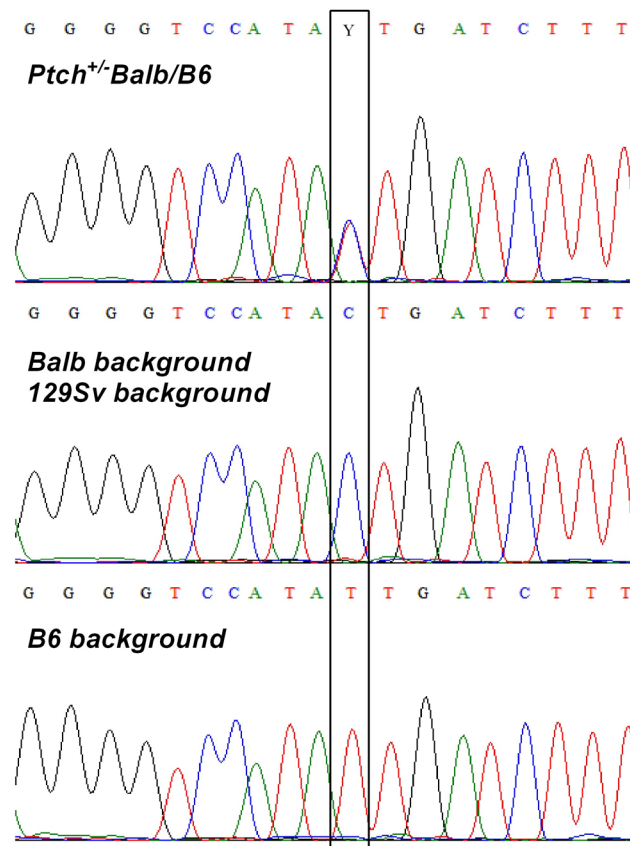 G G G G T C C A T A Y T G A T C T T T
Ptch+/-Balb/B6
G G G G T C C A T A C T G A T C T T T
Balb background
129Sv background
G G G G T C C A T A T T G A T C T T T
B6 background